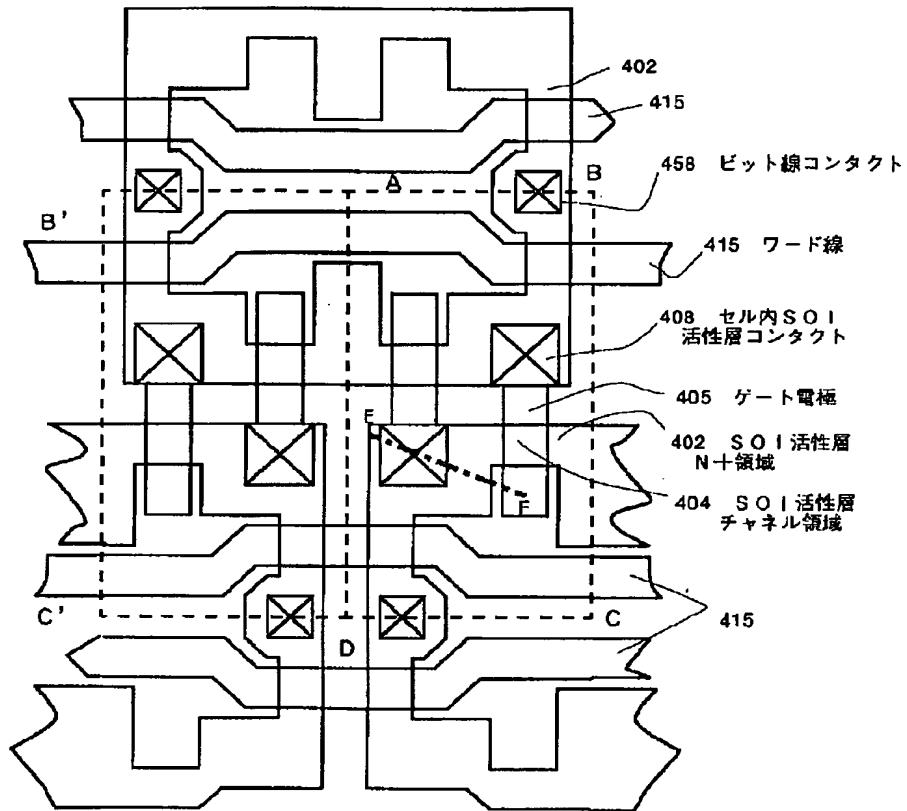 402
415
458 ビット線コンタクト
A
B
B'
415 ワード線
408 セル内SOI
活性層コンタクト
405 ゲート電極
E
402 SOI活性層
N+領域
F
404 SOI活性層
チャネル領域
C'
C
D
415